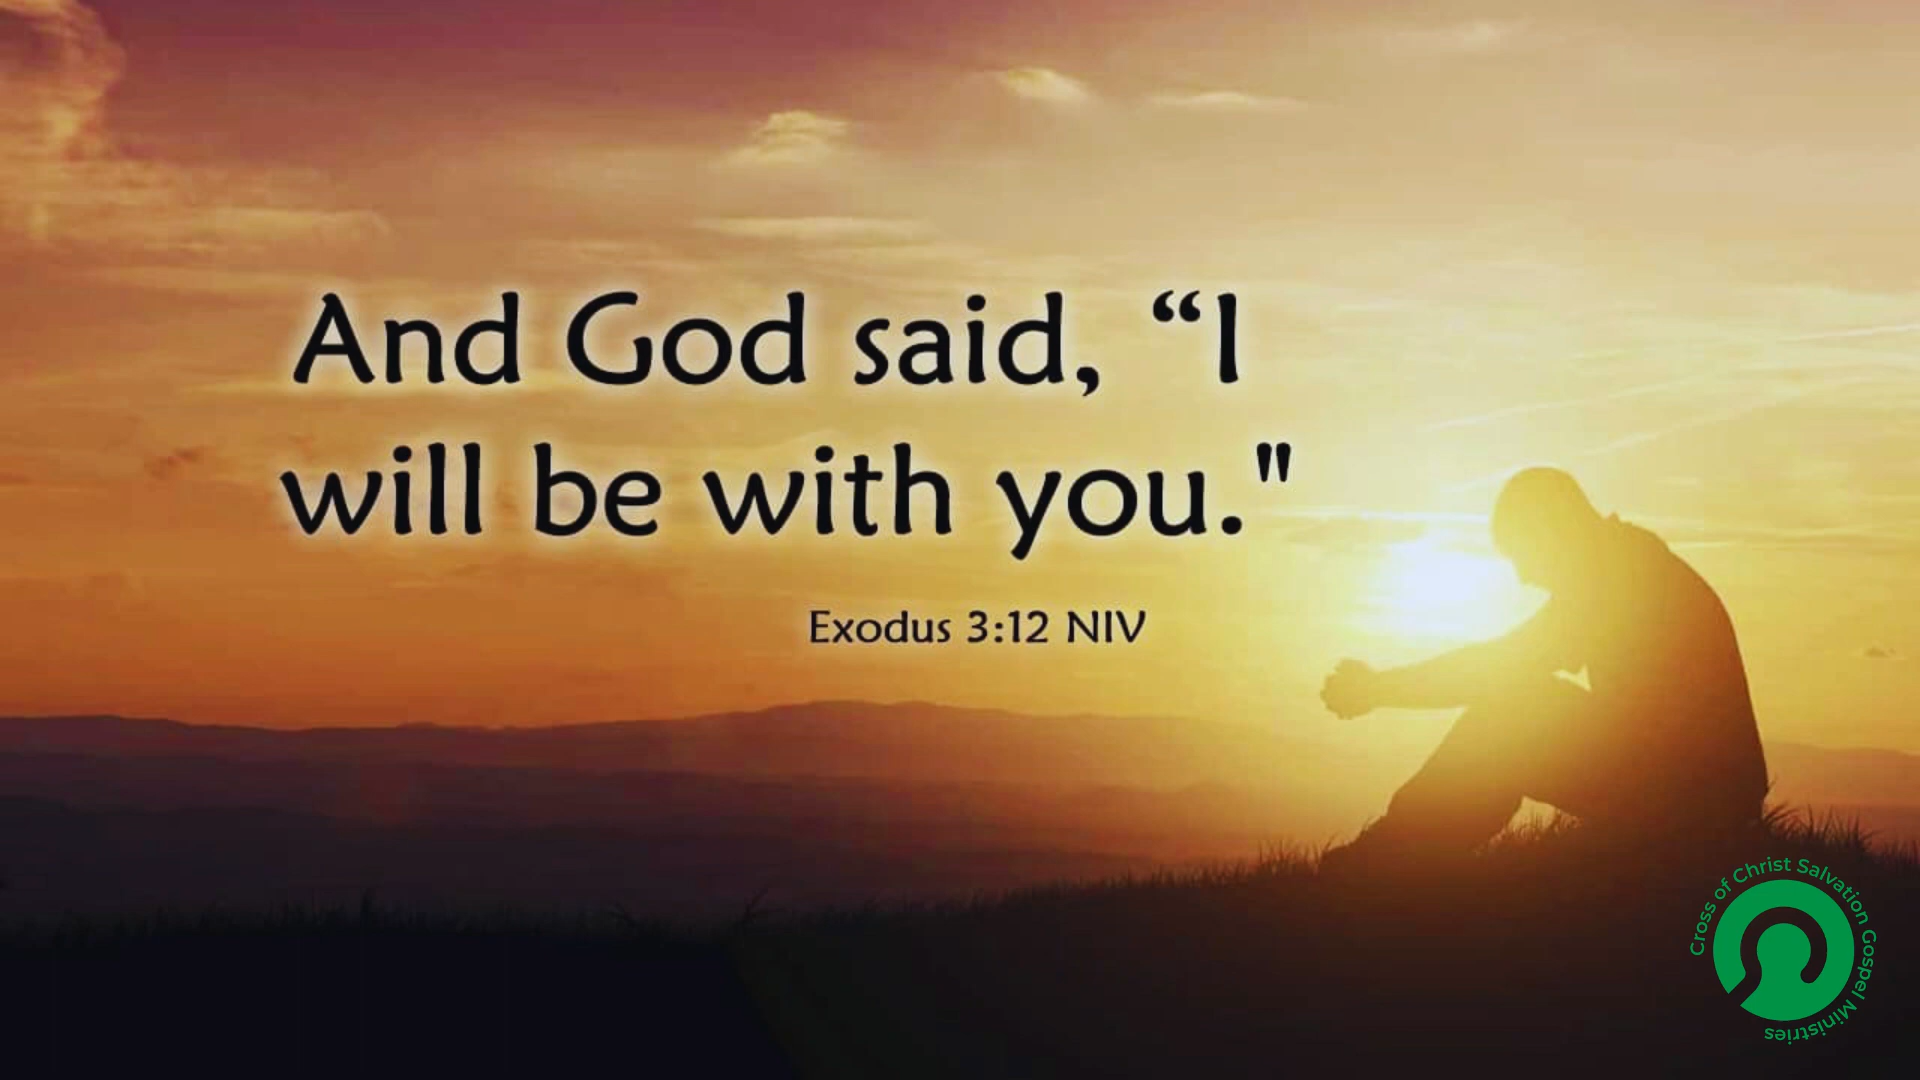 And God said, “I
will be with you."
Exodus 3:12 NIV
Cross of Christ Salvation Gospel Ministries